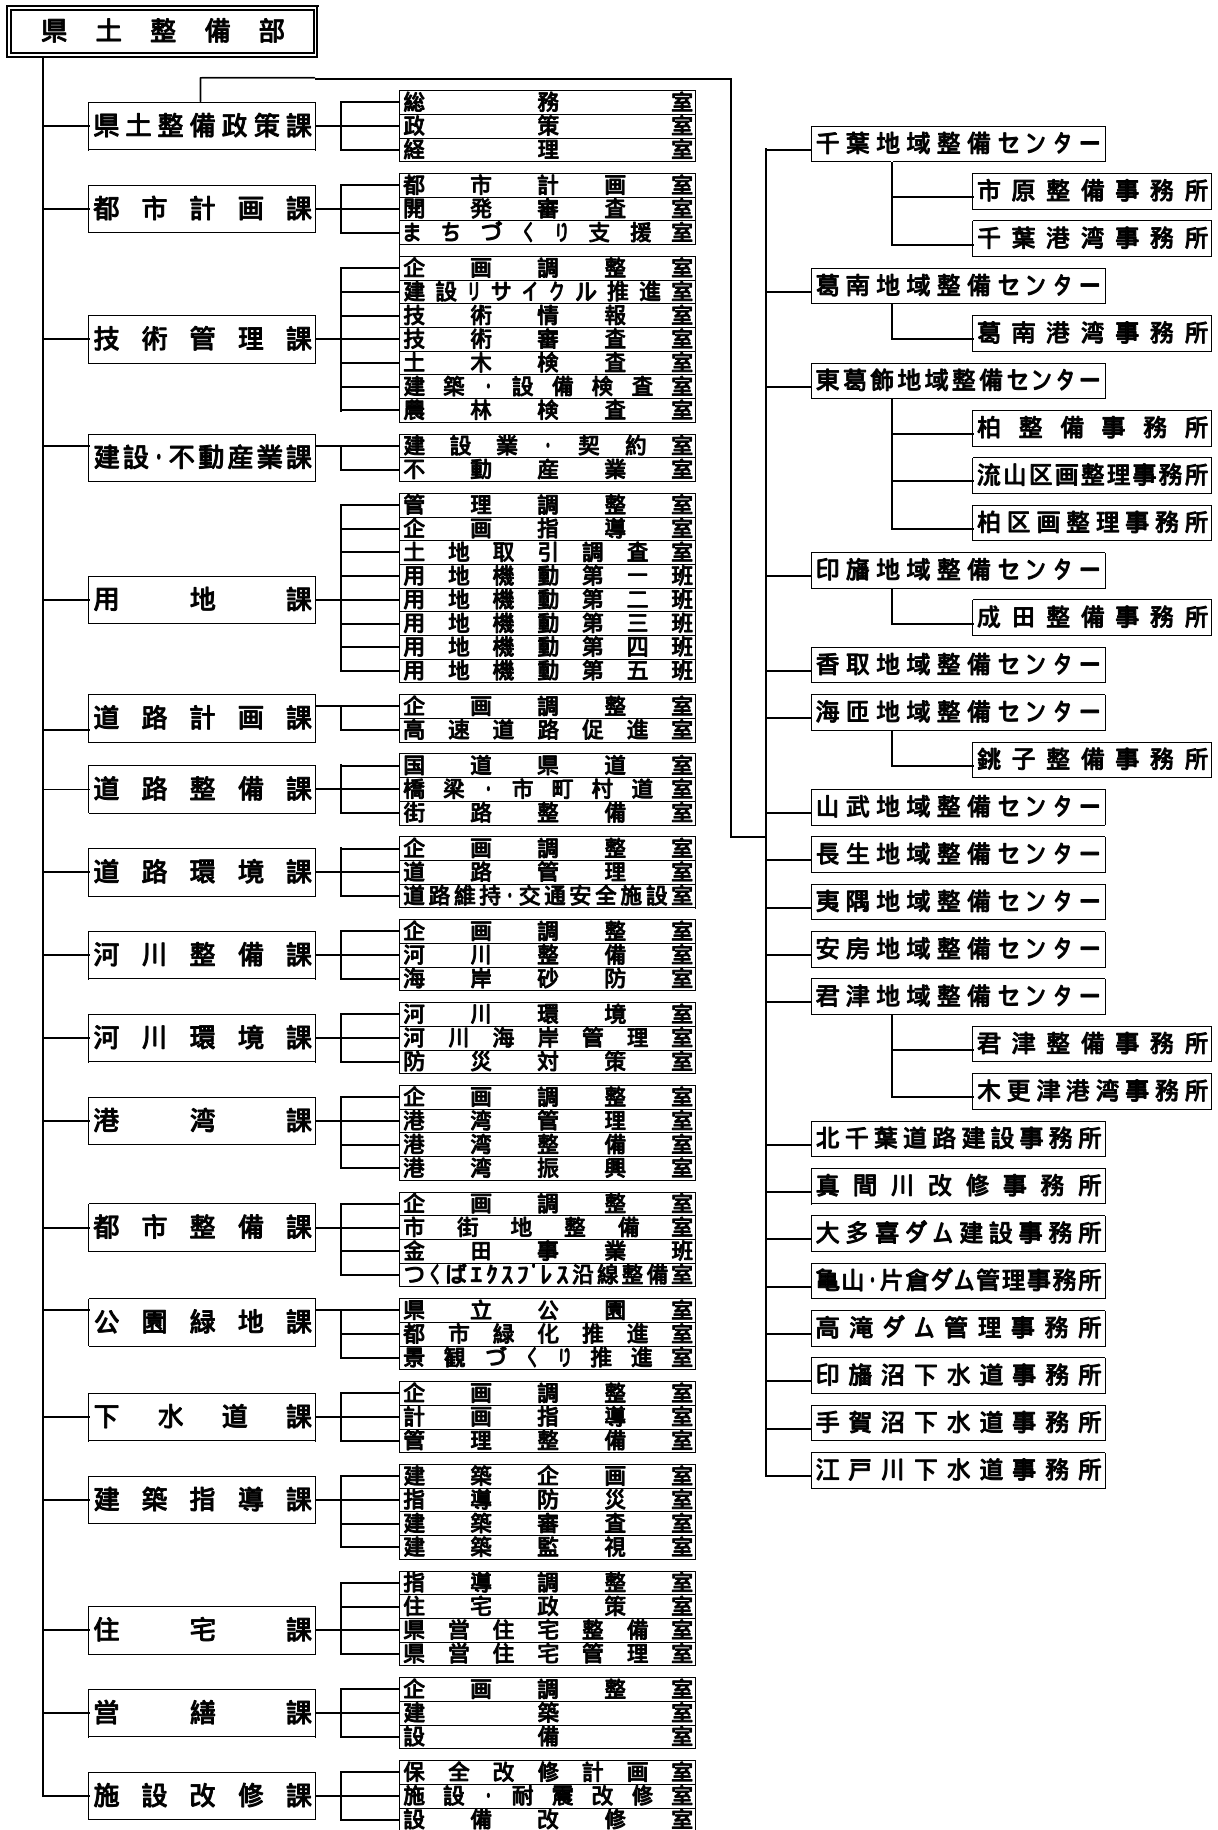 県土整備部
県土整備政策課
総務室
政策室
経理室
都市計画課
都市計画室
開発審査室
まちづくり支援室
技術管理課
企画調整室
建設リサイクル推進室
技術情報室
技術審査室
土木検査室
建築・設備検査室
農林検査室
建設・不動産業課
建設業・契約室
不動産業室
用地課
管理調整室
企画指導室
土地取引調査室
用地機動第一班
用地機動第二班
用地機動第三班
用地機動第四班
用地機動第五班
道路計画課
企画調整室
高速道路促進室
道路整備課
国道県道室
橋梁・市町村道室
街路整備室
道路環境課
企画調整室
道路管理室
道路維持・交通安全施設室
河川整備課
企画調整室
河川整備室
海岸砂防室
河川環境課
河川環境室
河川海岸管理室
防災対策室
港湾課
企画調整室
港湾管理室
港湾整備室
港湾振興室
都市整備課
企画調整室
市街地整備室
金田事業班
つくばｴｸｽﾌﾟﾚｽ沿線整備室
公園緑地課
県立公園室
都市緑化推進室
景観づくり推進室
下水道課
企画調整室
計画指導室
管理整備室
建築指導課
建築企画室
指導防災室
建築審査室
建築監視室
住宅課
指導調整室
住宅政策室
県営住宅整備室
県営住宅管理室
営繕課
企画調整室
建築室
設備室
施設改修課
保全改修計画室
施設・耐震改修室
設備改修室
千葉地域整備センター
市原整備事務所
千葉港湾事務所
葛南地域整備センター
葛南港湾事務所
東葛飾地域整備センター
柏整備事務所
流山区画整理事務所
柏区画整理事務所
印旛地域整備センター
成田整備事務所
香取地域整備センター
海匝地域整備センター
銚子整備事務所
山武地域整備センター
長生地域整備センター
夷隅地域整備センター
安房地域整備センター
君津地域整備センター
君津整備事務所
木更津港湾事務所
北千葉道路建設事務所
真間川改修事務所
大多喜ダム建設事務所
亀山・片倉ダム管理事務所
高滝ダム管理事務所
印旛沼下水道事務所
手賀沼下水道事務所
江戸川下水道事務所